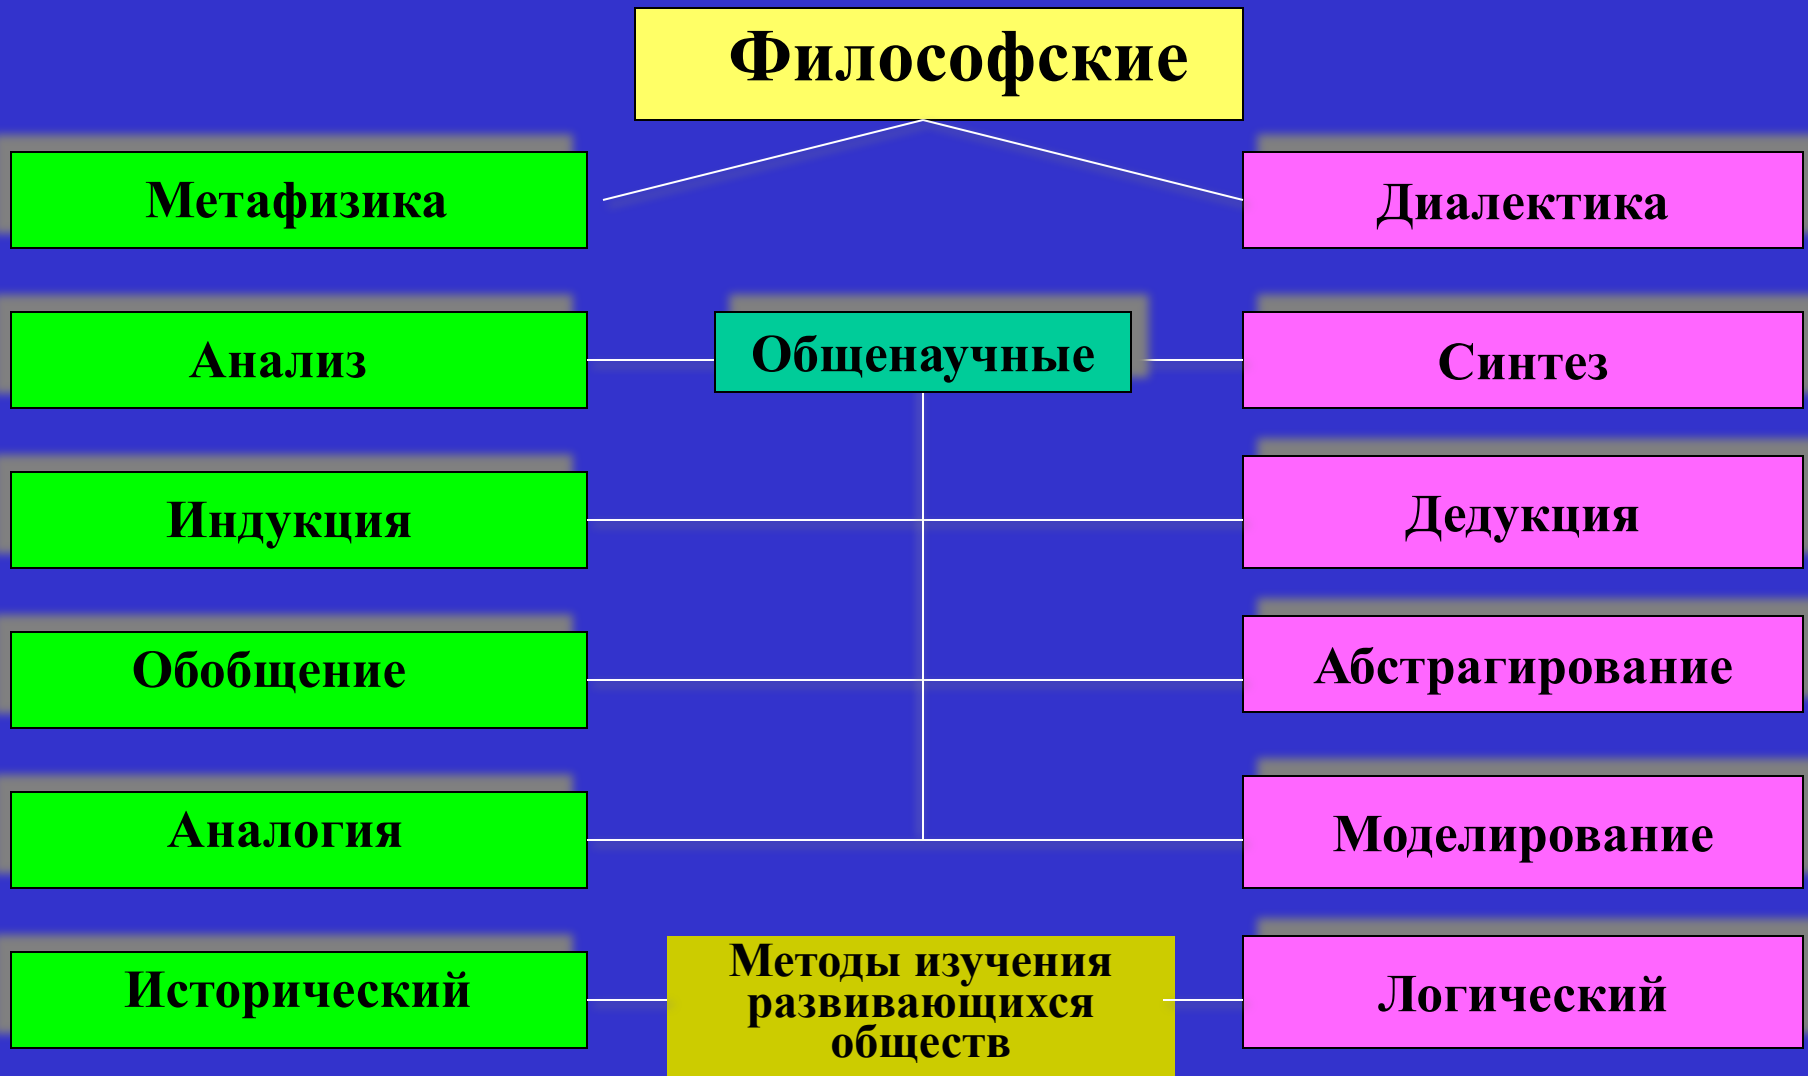 Философские
Метафизика
Диалектика
Анализ
Общенаучные
Синтез
Индукция
Дедукция
Обобщение
Абстрагирование
Аналогия
Моделирование
Исторический
Методы изучения
развивающихся
обществ
Логический